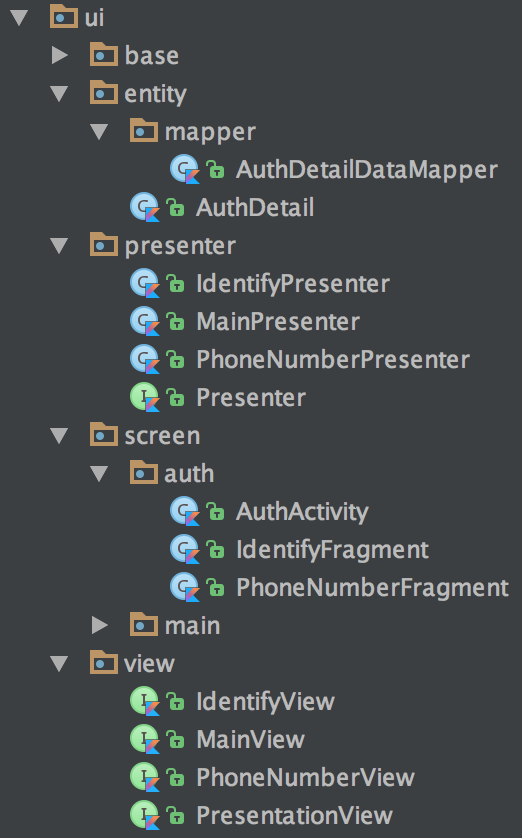 ui
base
entity
mapper
AuthDetailDataMapper
AuthDetail
presenter
IdentifyPresenter
MainPresenter
PhoneNumberPresenter
Presenter
screen
auth
AuthActivity
IdentifyFragment
PhoneNumberFragment
main
view
IdentifyView
MainView
PhoneNumberView
PresentationView